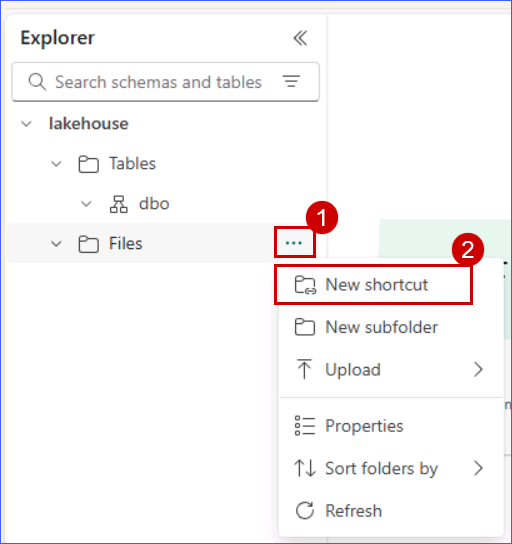 Explorer
Search schemas and tables
lakehouse
Tables
dbo
Files
1
2
New shortcut
New subfolder
Upload
Properties
Sort folders by
Refresh